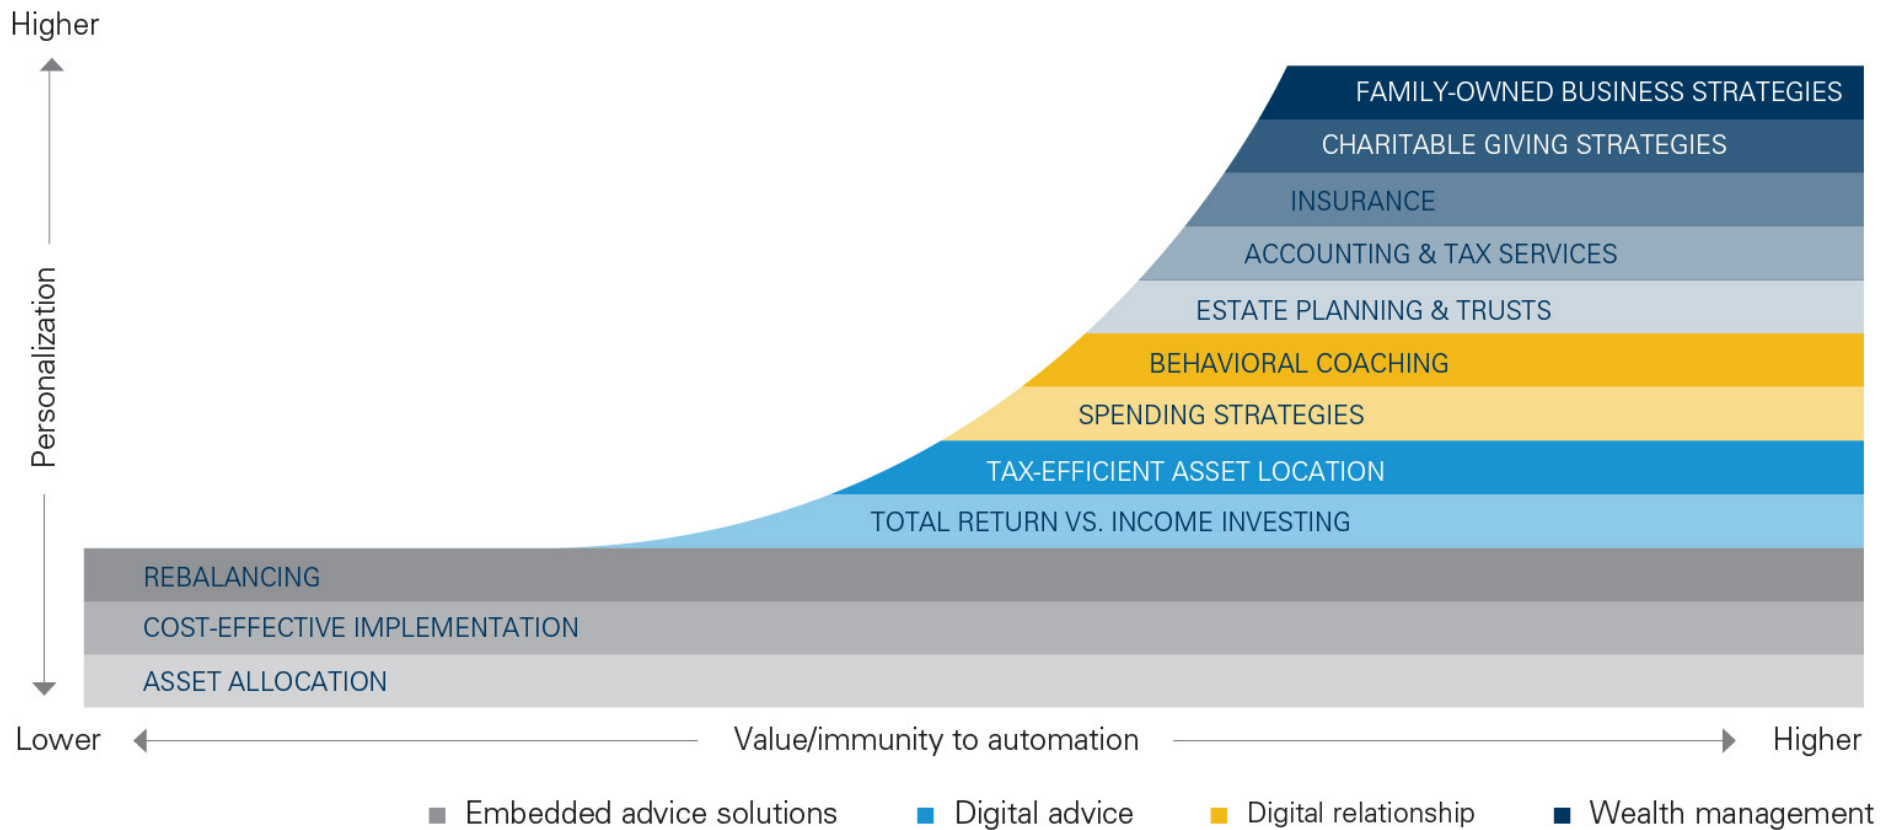 Higher
FAMILY-OWNED BUSINESS STRATEGIES
CHARITABLE GIVING STRATEGIES
INSURANCE
ACCOUNTING & TAX SERVICES
ESTATE PLANNING & TRUSTS
Personalization
BEHAVIORAL COACHING
SPENDING STRATEGIES
TAX-EFFICIENT ASSET LOCATION
TOTAL RETURN VS. INCOME INVESTING
REBALANCING
COST-EFFECTIVE IMPLEMENTATION
ASSET ALLOCATION
Lower Value/immunity to automation Higher
Embedded advice solutions Digital advice Digital relationship Wealth management